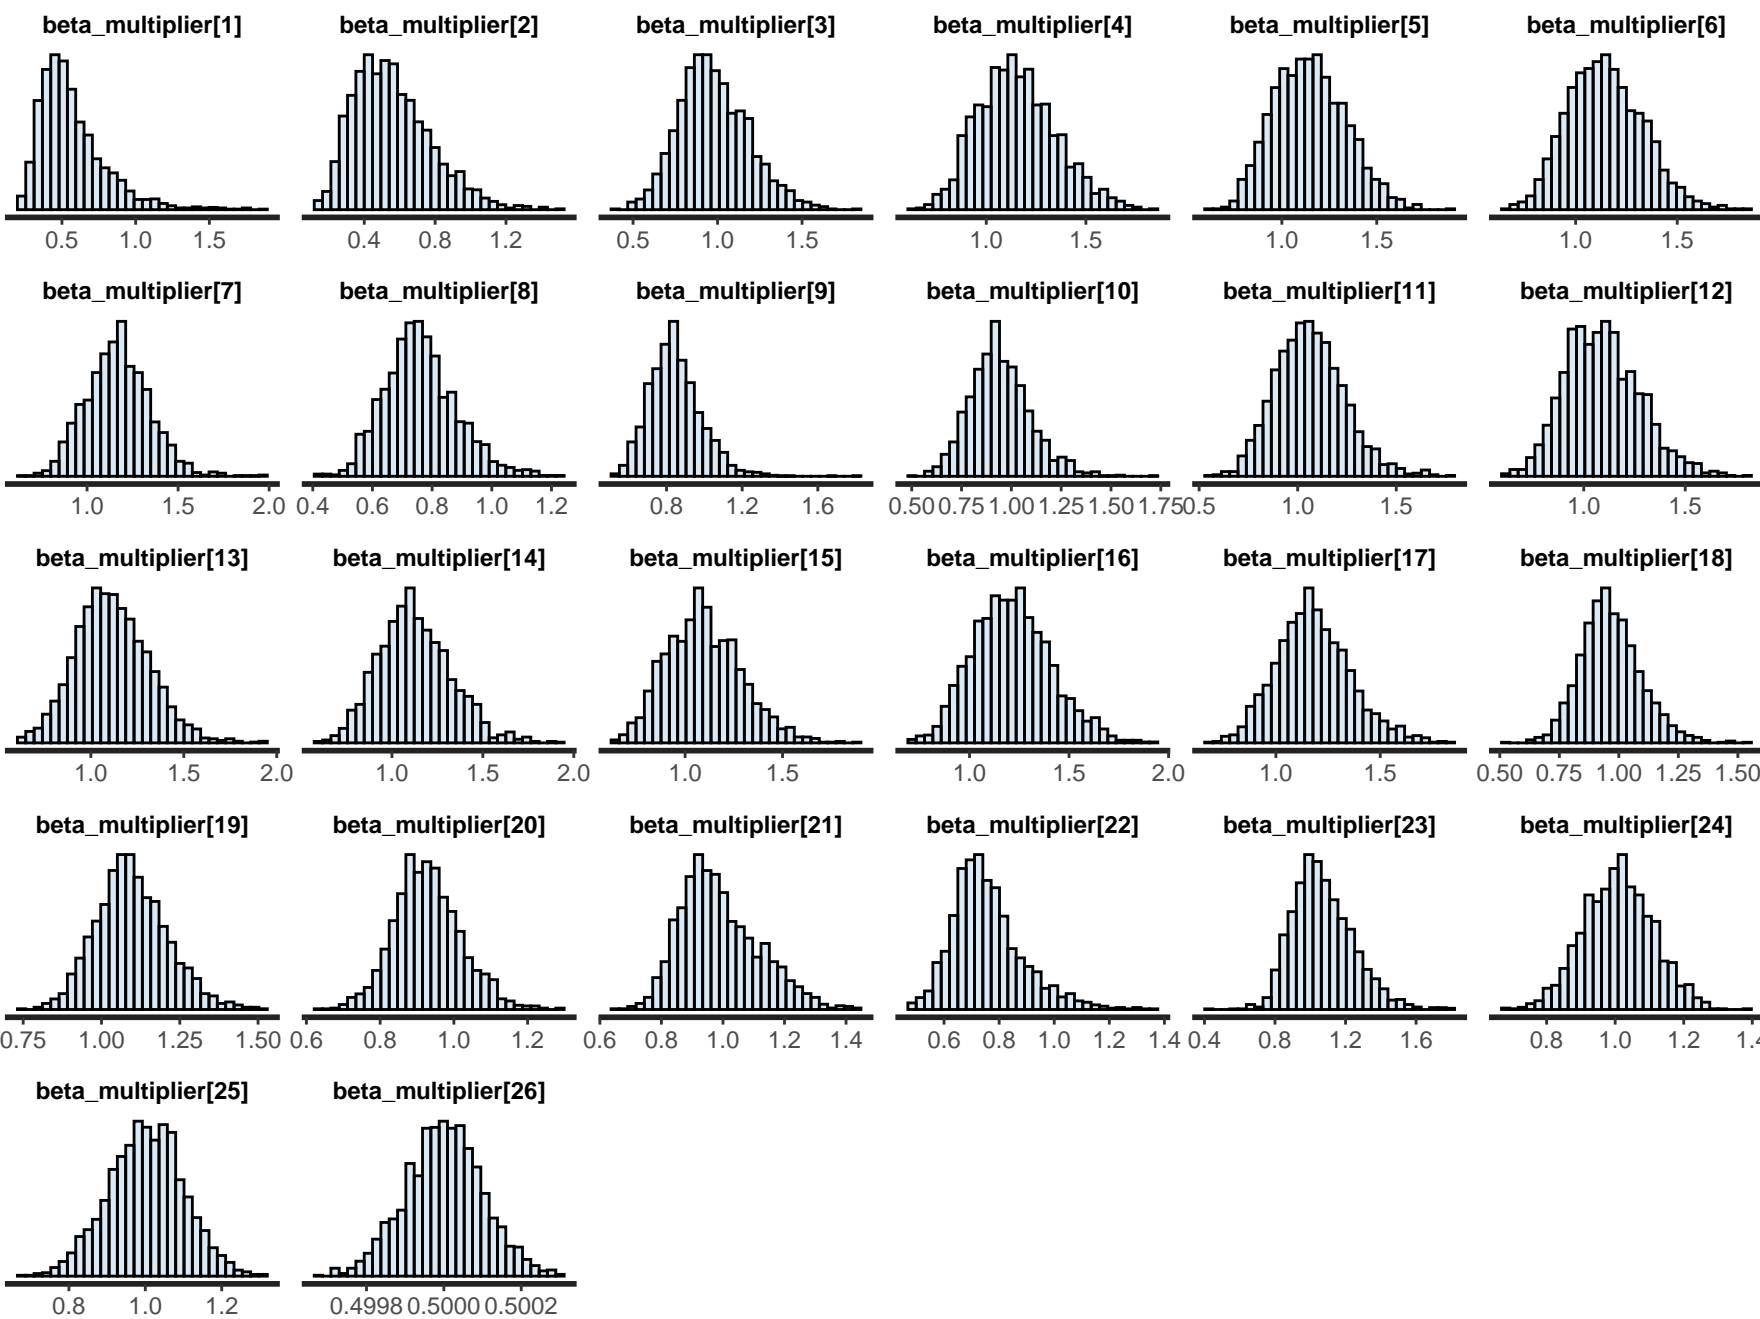 beta_multiplier[1] beta_multiplier[2] beta_multiplier[3] beta_multiplier[4] beta_multiplier[5] beta_multiplier[6]
0.5 1.0 1.5 0.4 0.8 1.2 0.5 1.0 1.5 1.0 1.5 1.0 1.5 1.0 1.5
beta_multiplier[7] beta_multiplier[8] beta_multiplier[9] beta_multiplier[10] beta_multiplier[11] beta_multiplier[12]
1.0 1.5 2.0 0.4 0.6 0.8 1.0 1.2 0.8 1.2 1.6 0.50 0.75 1.00 1.25 1.50 1.75 0.5 1.0 1.5 1.0 1.5
beta_multiplier[13] beta_multiplier[14] beta_multiplier[15] beta_multiplier[16] beta_multiplier[17] beta_multiplier[18]
1.0 1.5 2.0 1.0 1.5 2.0 1.0 1.5 1.0 1.5 2.0 1.0 1.5 0.50 0.75 1.00 1.25 1.50
beta_multiplier[19] beta_multiplier[20] beta_multiplier[21] beta_multiplier[22] beta_multiplier[23] beta_multiplier[24]
0.75 1.00 1.25 1.50 0.6 0.8 1.0 1.2 0.6 0.8 1.0 1.2 1.4 0.6 0.8 1.0 1.2 1.4 0.4 0.8 1.2 1.6 0.8 1.0 1.2 1.4
beta_multiplier[25] beta_multiplier[26]
0.8 1.0 1.2 0.4998 0.5000 0.5002